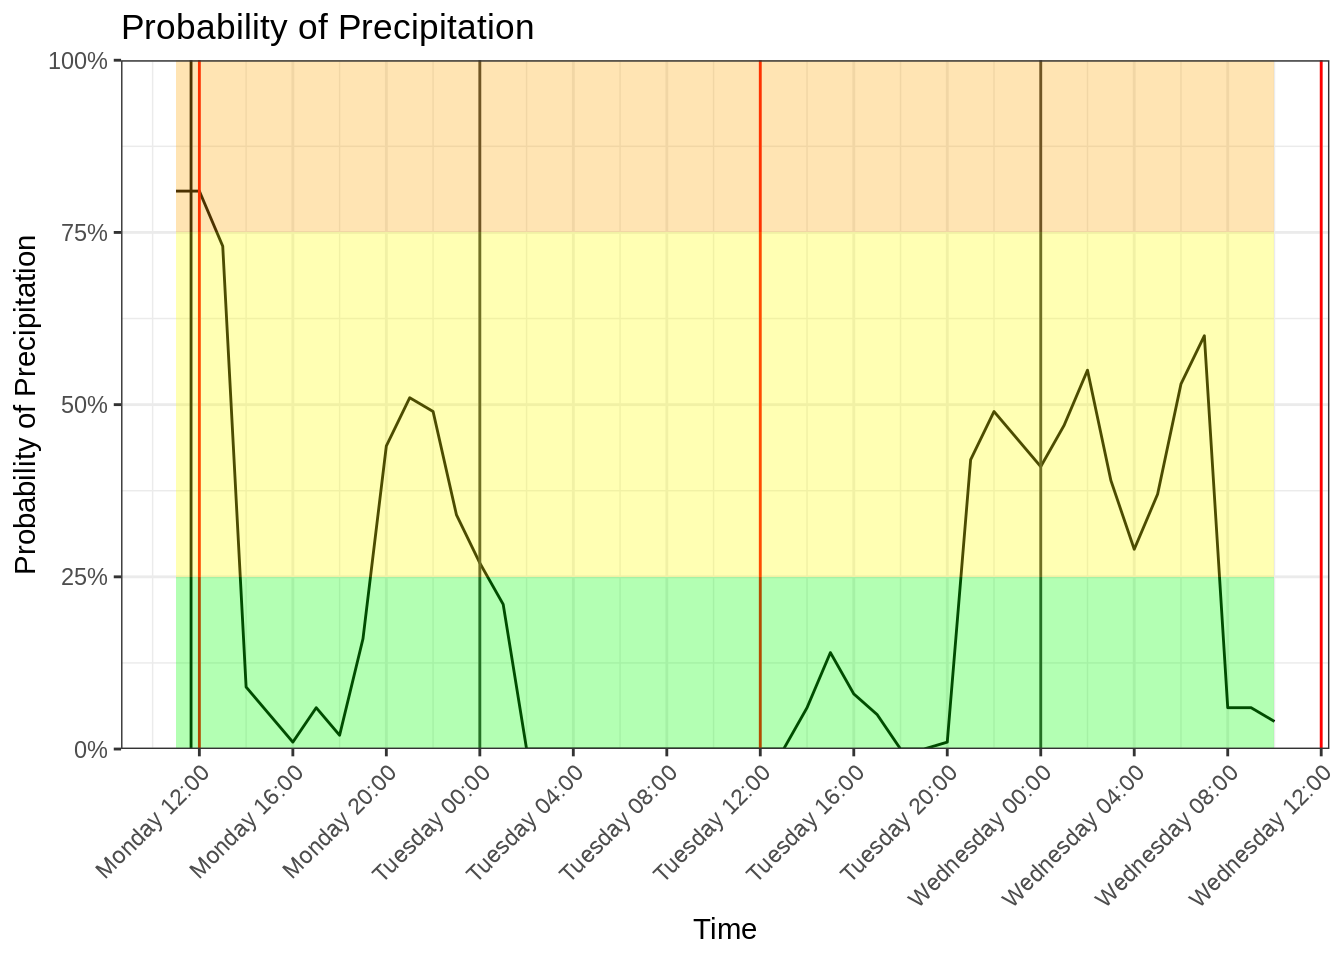 Probability of Precipitation
Probability of Precipitation
100%
75%
50%
25%
0%
Monday 12:00
Monday 16:00
Monday 20:00
Tuesday 00:00
Tuesday 04:00
Tuesday 08:00
Tuesday 12:00
Tuesday 16:00
Tuesday 20:00
Wednesday 00:00
Wednesday 04:00
Wednesday 08:00
Wednesday 12:00
Time